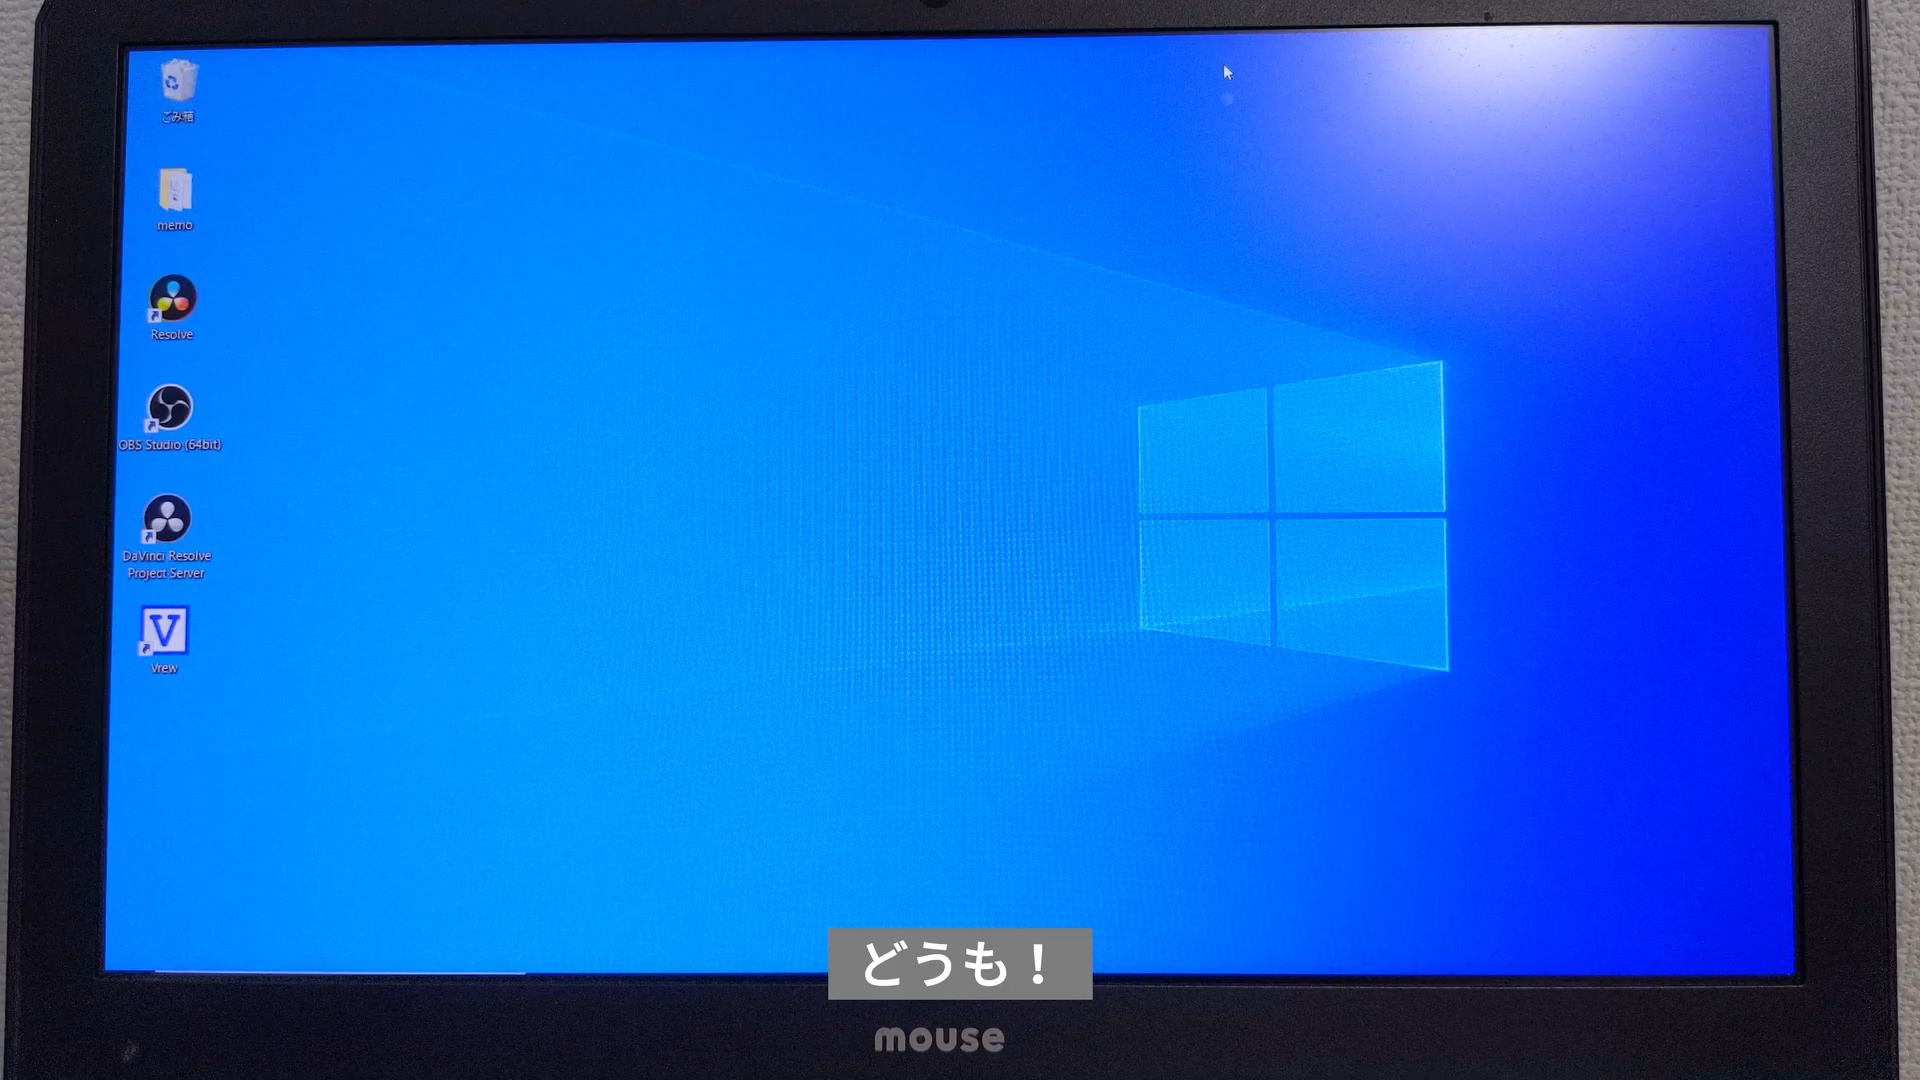 ごみ箱
memo
Resolve
OBS Studio (64bit)
DaVinci Resolve
Project Server
V
Vrew
どうも！
mouse